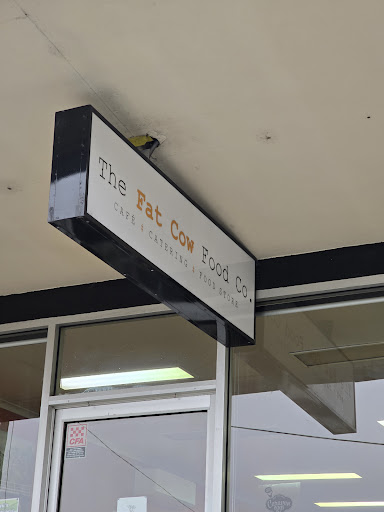 The Fat Cow Food Co.
CAFE & CATERING & FOOD STORE
CFA